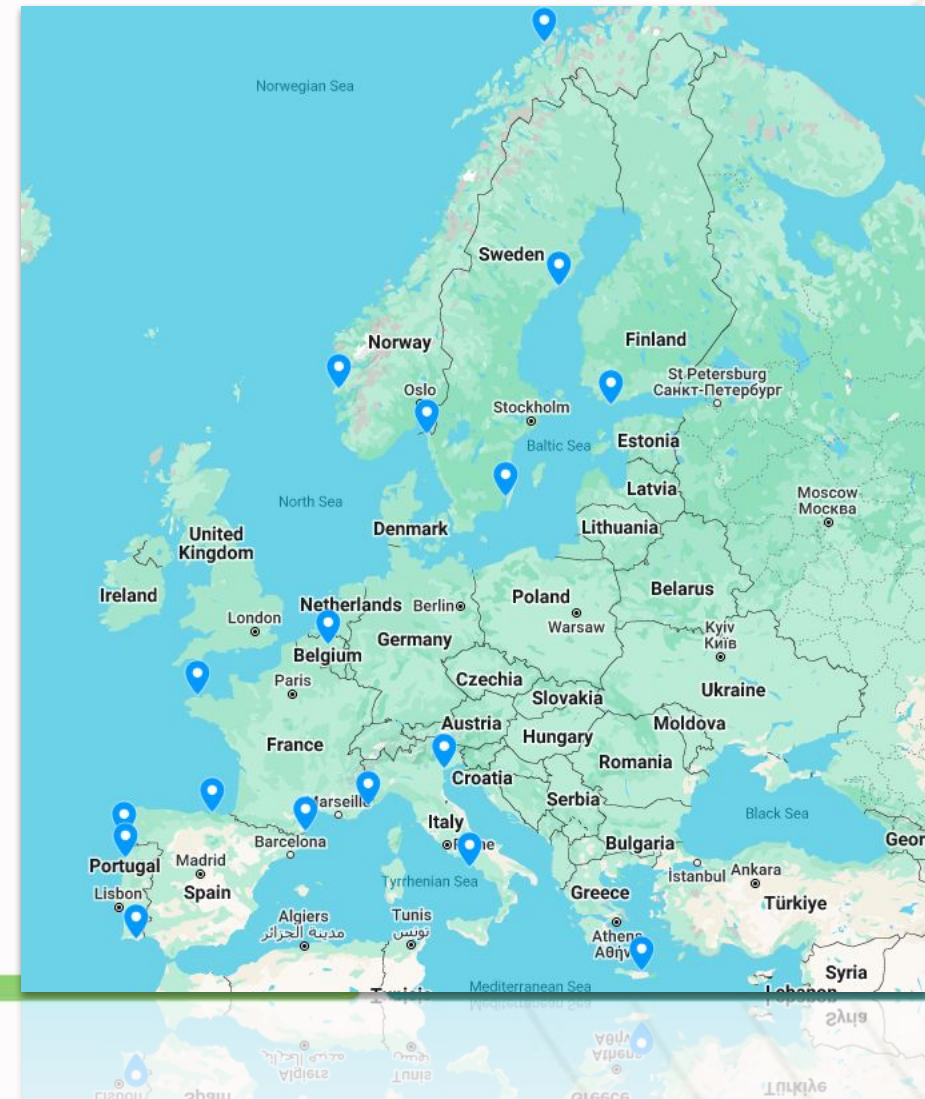 Norwegian Sea
Sweden
Norway
Finland
Oslo
St Petersburg
Санкт-Петербург
Stockholm
Estonia
Baltic Sea
Latvia
North Sea
Moscow
Москва
Denmark
Lithuania
United
Kingdom
Ireland
Belarus
Poland
Netherlands
Berlin
London
Warsaw
Kyiv
Київ
Germany
Belgium
Paris
Czechia
Slovakia
Ukraine
Austria
Moldova
France
Hungary
Romania
Croatia
Serbia
Marseille
Black Sea
Italy
Barcelona
Bulgaria
Geor
Portugal
Madrid
Tyrrhenian Sea
İstanbul
Ankara
Lisbon
Spain
Greece
Türkiye
Algiers
مدينة الجزائر
Tunis
تونس
Athens
Syria
Mediterranean Sea